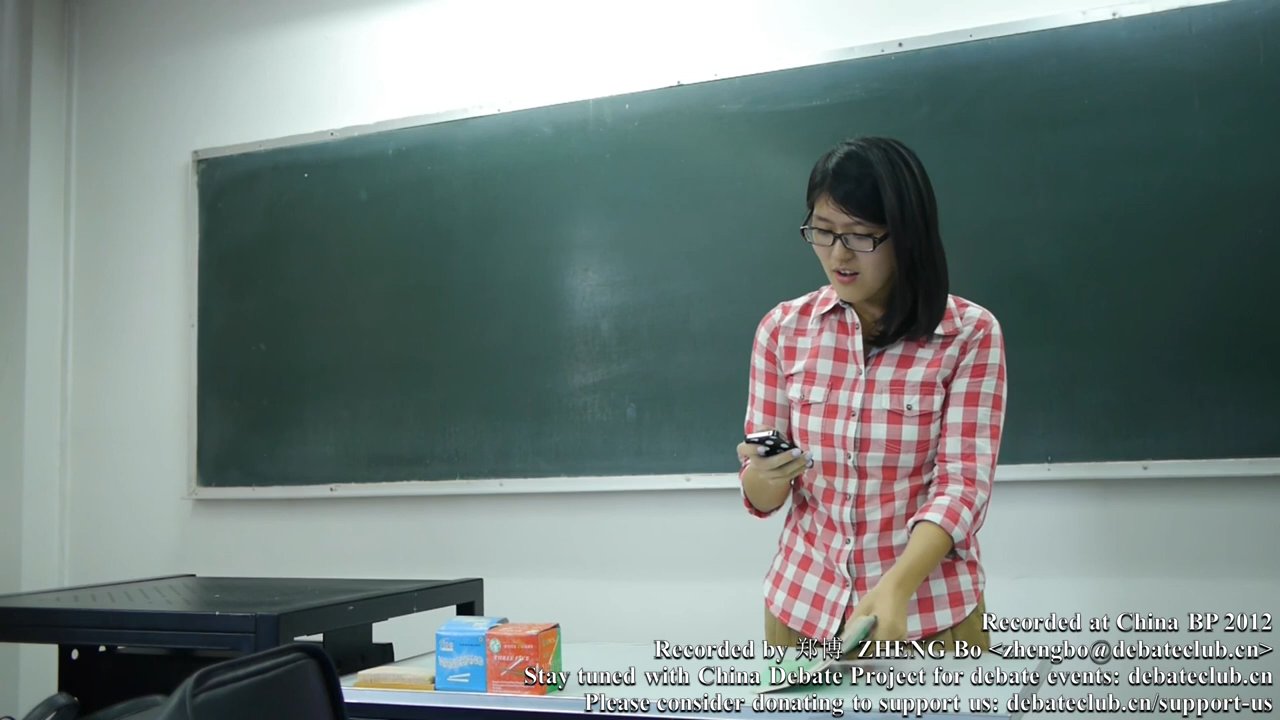 Recorded at China BP 2012
Recorded by 郑博 ZHENG Bo <zhengbo@debateclub.cn>
Stay tuned with China Debate Project for debate events: debateclub.cn
Please consider donating to support us: debateclub.cn/support-us